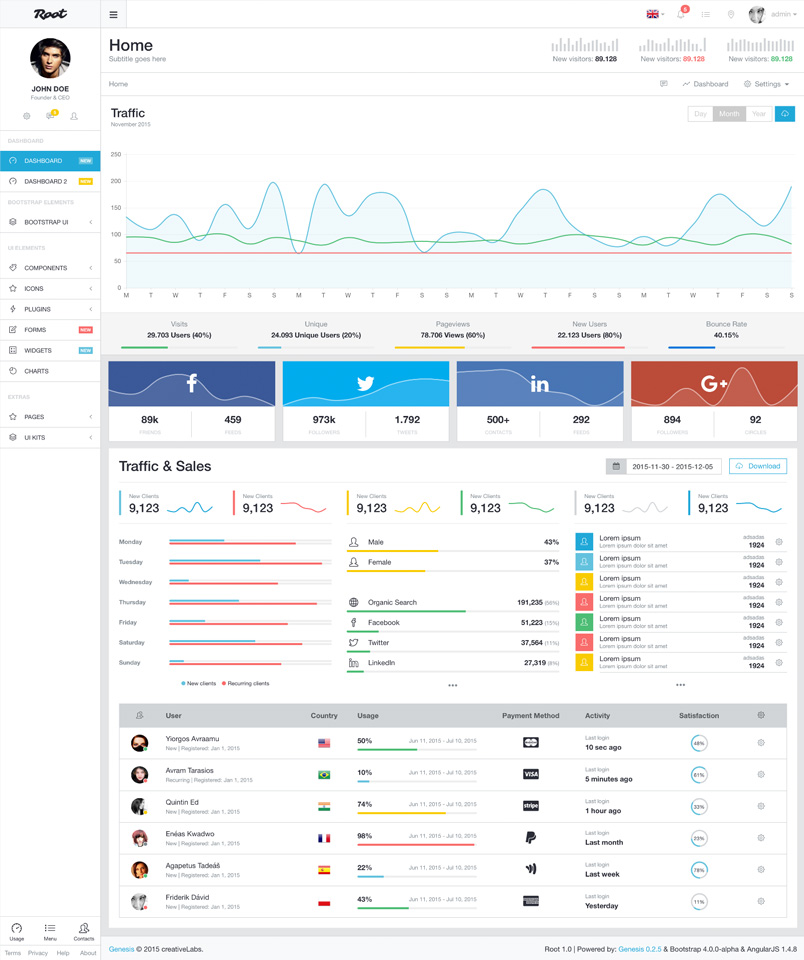 Root
6
admin
JOHN DOE
Founder & CEO
DASHBOARD
DASHBOARD NEW
DASHBOARD 2 NEW
BOOTSTRAP ELEMENTS
BOOTSTRAP UI
UI ELEMENTS
COMPONENTS
ICONS
PLUGINS
FORMS NEW
WIDGETS NEW
CHARTS
EXTRAS
PAGES
UI KITS
Usage Menu Contacts
Terms Privacy Help About
Home
Subtitle goes here
New visitors: 89.128 New visitors: 89.128 New visitors: 89.128
Home Dashboard Settings
Traffic
November 2015
Day Month Year
250
200
150
100
50
0
M T W T F S S M T W T F S S M T W T F S S M T W T F S S
Visits Unique Pageviews New Users Bounce Rate
29.703 Users (40%) 24.093 Unique Users (20%) 78.706 Views (60%) 22.123 Users (80%) 40.15%
f in G+
89k 459 973k 1.792 500+ 292 894 92
FRIENDS FEEDS FOLLOWERS TWEETS CONTACTS FEEDS FOLLOWERS CIRCLES
Traffic & Sales
2015-11-30 - 2015-12-05 Download
New Clients New Clients New Clients New Clients New Clients New Clients
9,123 9,123 9,123 9,123 9,123 9,123
Monday
Tuesday
Wednesday
Thursday
Friday
Saturday
Sunday
New clients Recurring clients
Male 43%
Female 37%
Organic Search 191,235 (56%)
Facebook 51,223 (15%)
Twitter 37,564 (11%)
LinkedIn 27,319 (8%)
Lorem ipsum adsadas
Lorem ipsum dolor sit amet 1924
Lorem ipsum adsadas
Lorem ipsum dolor sit amet 1924
Lorem ipsum adsadas
Lorem ipsum dolor sit amet 1924
Lorem ipsum adsadas
Lorem ipsum dolor sit amet 1924
Lorem ipsum adsadas
Lorem ipsum dolor sit amet 1924
Lorem ipsum adsadas
Lorem ipsum dolor sit amet 1924
Lorem ipsum adsadas
Lorem ipsum dolor sit amet 1924
User Country Usage Payment Method Activity Satisfaction
Yiorgos Avraamu
New | Registered: Jan 1, 2015
50% Jun 11, 2015 - Jul 10, 2015
Last login
10 sec ago
48%
Avram Tarasios
Recurring | Registered: Jan 1, 2015
10% Jun 11, 2015 - Jul 10, 2015
VISA
Last login
5 minutes ago
61%
Quintin Ed
New | Registered: Jan 1, 2015
74% Jun 11, 2015 - Jul 10, 2015
stripe
Last login
1 hour ago
33%
Enéas Kwadwo
New | Registered: Jan 1, 2015
98% Jun 11, 2015 - Jul 10, 2015
Last login
Last month
23%
Agapetus Tadeáš
New | Registered: Jan 1, 2015
22% Jun 11, 2015 - Jul 10, 2015
Last login
Last week
78%
Friderik Dávid
New | Registered: Jan 1, 2015
43% Jun 11, 2015 - Jul 10, 2015
Last login
Yesterday
11%
Genesis © 2015 creativeLabs.
Root 1.0 | Powered by: Genesis 0.2.5 & Bootstrap 4.0.0-alpha & AngularJS 1.4.8